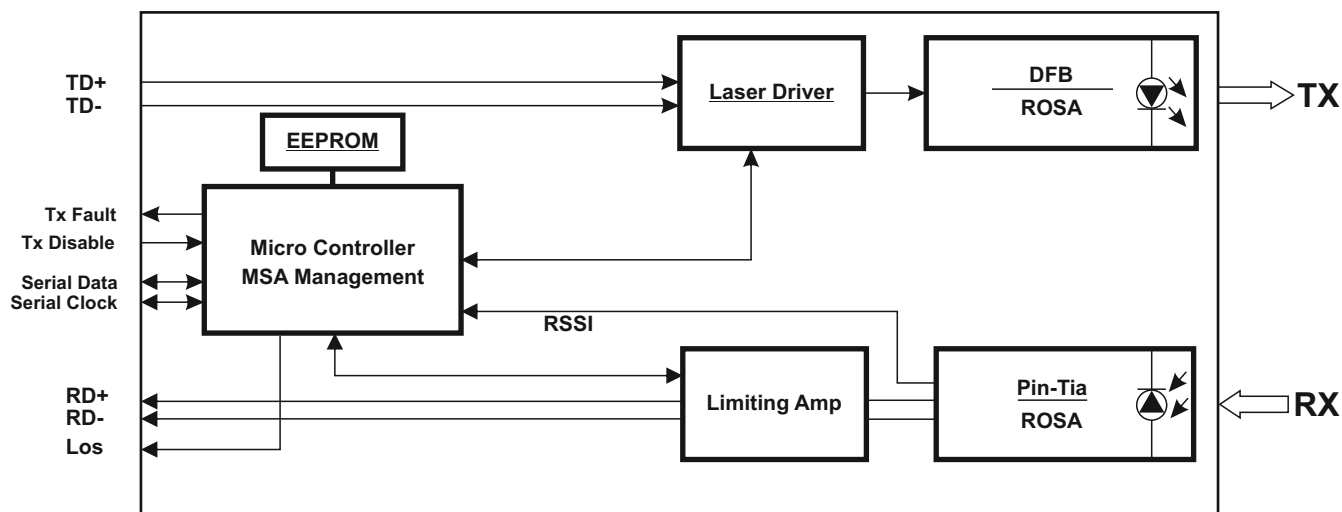 TD+
TD-
Laser Driver
DFB
ROSA
TX
EEPROM
Tx Fault
Tx Disable
Serial Data
Serial Clock
Micro Controller
MSA Management
RSSI
RD+
RD-
Los
Limiting Amp
Pin-Tia
ROSA
RX